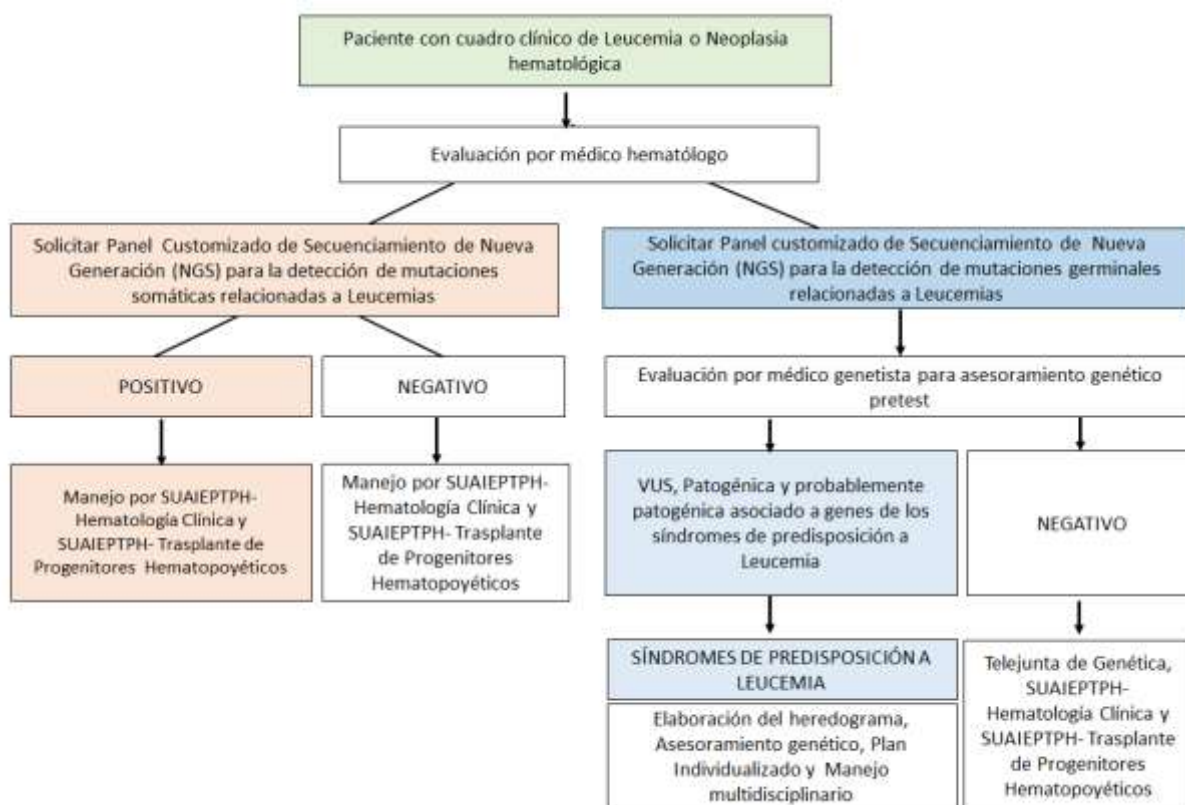 Paciente con cuadro clínico de Leucemia o Neoplasia
hematológica
Evaluación por médico hematólogo
Solicitar Panel Customizado de Secuenciamiento de Nueva
Generación (NGS) para la detección de mutaciones
somáticas relacionadas a Leucemias
Solicitar Panel customizado de Secuenciamiento de Nueva
Generación (NGS) para la detección de mutaciones germinales
relacionadas a Leucemias
POSITIVO
NEGATIVO
Evaluación por médico genetista para asesoramiento genético
pretest
Manejo por SUAIEPTPH-
Hematología Clínica y
SUAIEPTPH- Trasplante de
Progenitores Hematopoyéticos
Manejo por SUAIEPTPH-
Hematología Clínica y
SUAIEPTPH- Trasplante
de Progenitores
Hematopoyéticos
VUS, Patogénica y probablemente
patogénica asociado a genes de los
síndromes de predisposición a
Leucemia
NEGATIVO
SÍNDROMES DE PREDISPOSICIÓN A
LEUCEMIA
Elaboración del heredograma,
Asesoramiento genético, Plan
Individualizado y Manejo
multidisciplinario
Telejunta de Genética,
SUAIEPTPH-
Hematología Clínica y
SUAIEPTPH- Trasplante
de Progenitores
Hematopoyéticos